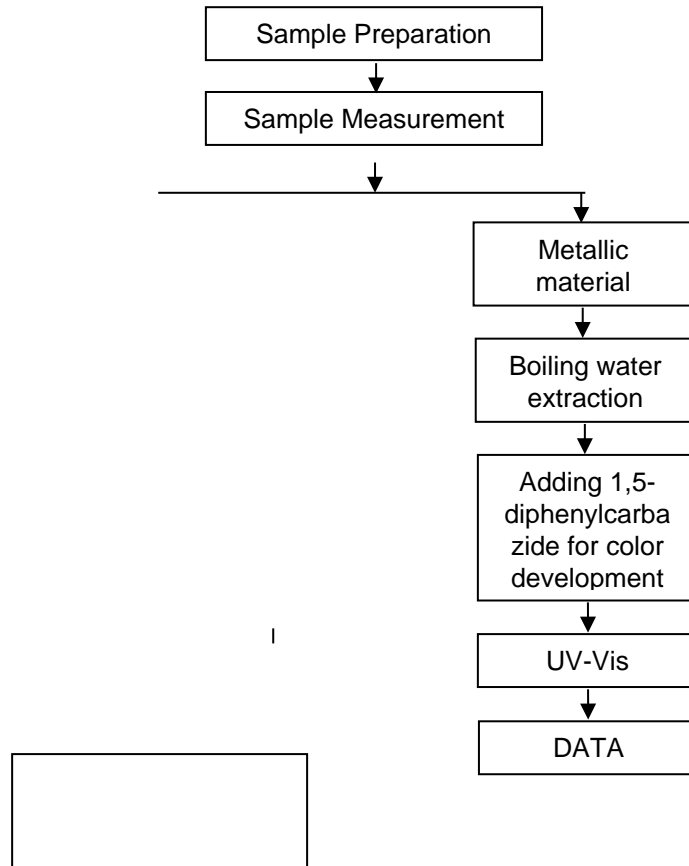 Sample Preparation
Sample Measurement
Metallic
material
Boiling water
extraction
Adding 1,5-
diphenylcarba
zide for color
development
UV-Vis
DATA